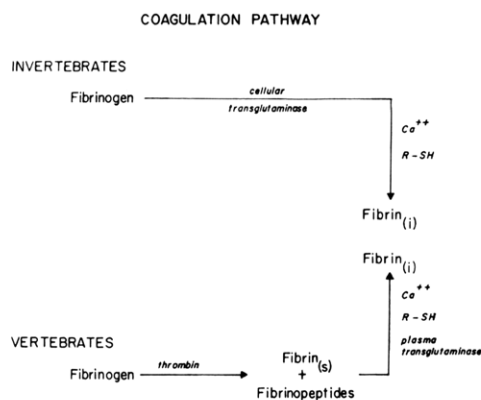 COAGULATION PATHWAY
INVERTEBRATES
Fibrinogen
cellular
transglutaminase
Ca++
R-SH
Fibrin(i)
Fibrin(i)
Ca++
R-SH
plasma
transglutaminase
VERTEBRATES
Fibrinogen
thrombin
Fibrin(s)
+
Fibrinopeptides